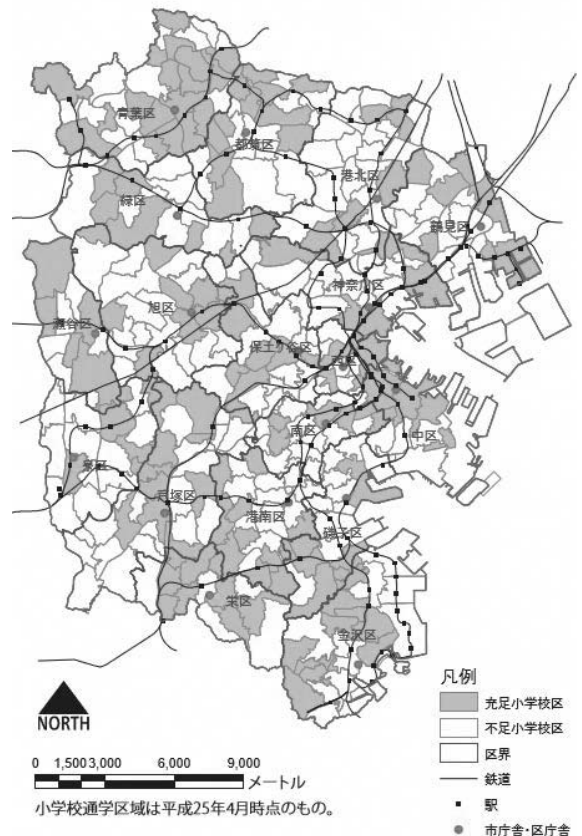 青葉区
都筑区
港北区
緑区
鶴見区
神奈川区
旭区
瀬谷区
保土ケ谷区
西区
中区
南区
泉区
戸塚区
港南区
磯子区
栄区
金沢区
NORTH
0 1,500 3,000 6,000 9,000
メートル
小学校通学区域は平成25年4月時点のもの。
凡例
充足小学校区
不足小学校区
区界
鉄道
駅
市庁舎・区庁舎